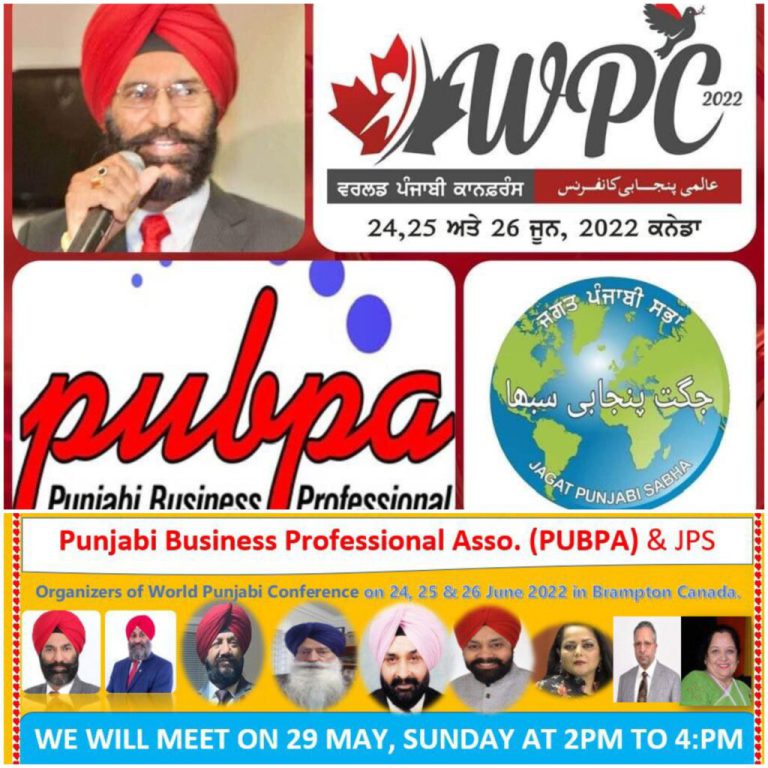 WPC
2022
ਵਰਲਡ ਪੰਜਾਬੀ ਕਾਨਫ਼ਰੰਸ
عالمی پنجابی کانفرنس
24,25 ਅਤੇ 26 ਜੂਨ, 2022 ਕਨੇਡਾ
pubpa
Punjabi Business Professional
ਜਗਤ ਪੰਜਾਬੀ ਸਭਾ
جگت پنجابی سبھا
JAGAT PUNJABI SABHA
Punjabi Business Professional Asso. (PUBPA) & JPS
Organizers of World Punjabi Conference on 24, 25 & 26 June 2022 in Brampton Canada.
WE WILL MEET ON 29 MAY, SUNDAY AT 2PM TO 4:PM